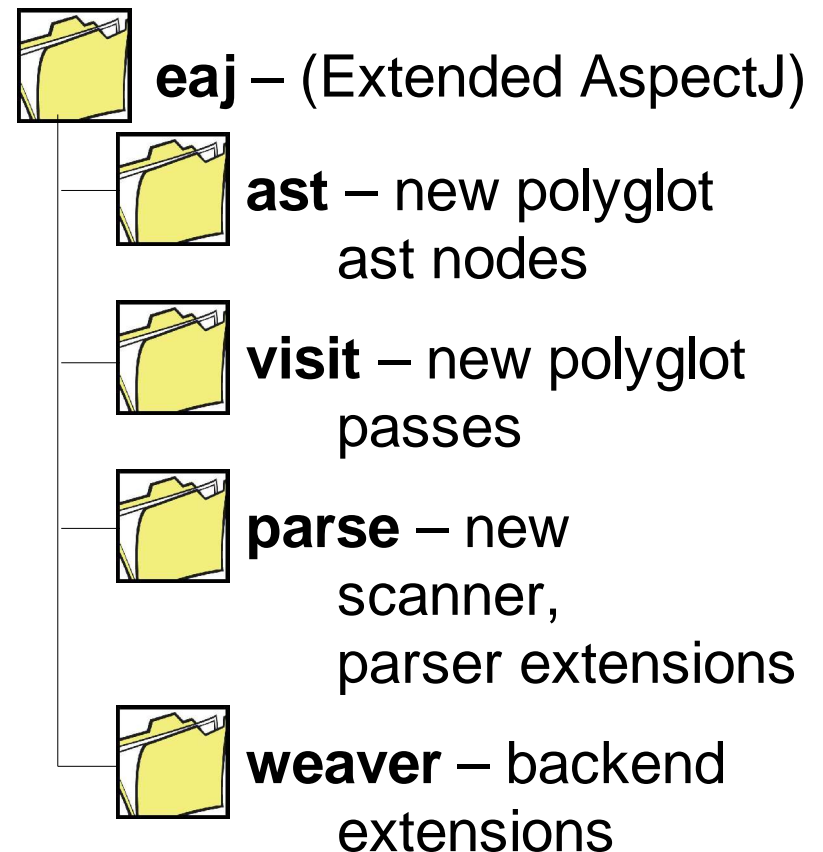 eaj – (Extended AspectJ)
ast – new polyglot
ast nodes
visit – new polyglot
passes
parse – new
scanner,
parser extensions
weaver – backend
extensions